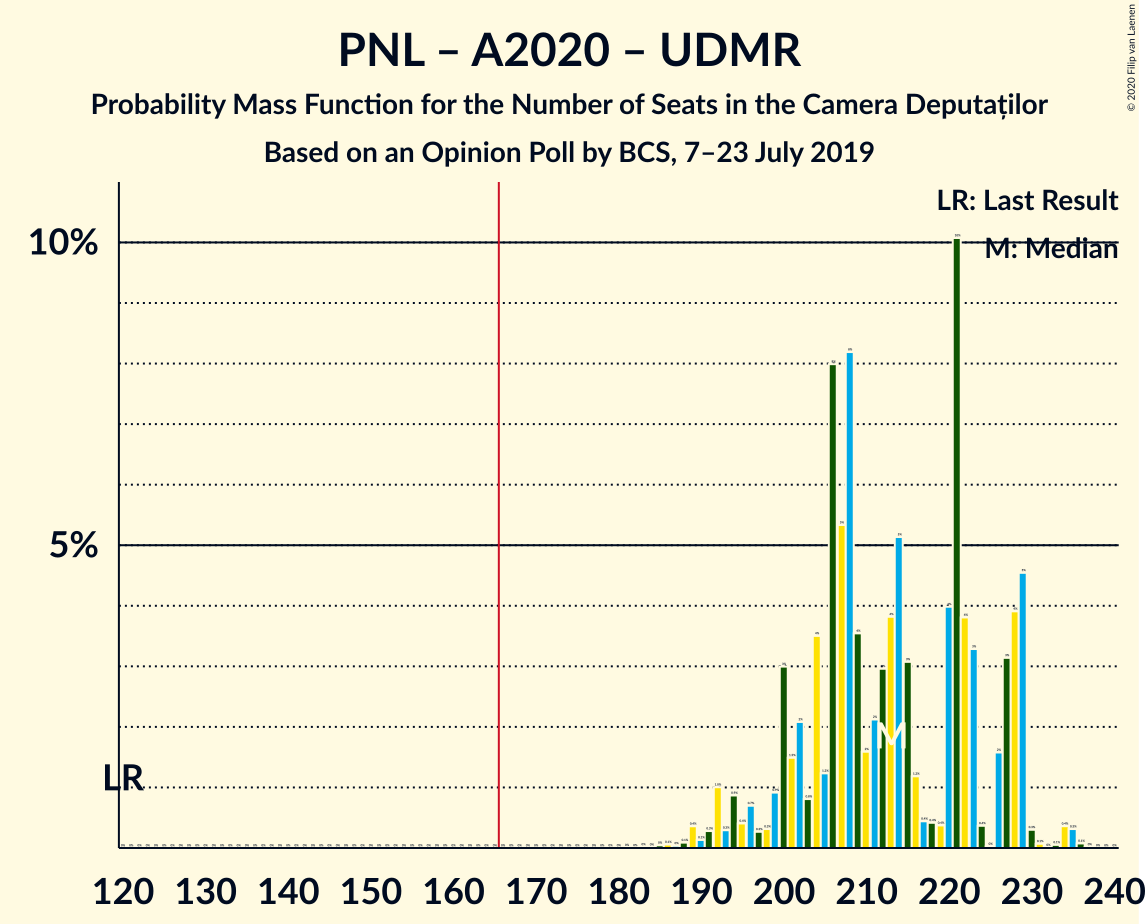 PNL – A2020 – UDMR
Probability Mass Function for the Number of Seats in the Camera Deputaților
Based on an Opinion Poll by BCS, 7–23 July 2019
© 2020 Filip van Laenen
LR: Last Result
M: Median
10%
5%
LR
M
120 130 140 150 160 170 180 190 200 210 220 230 240